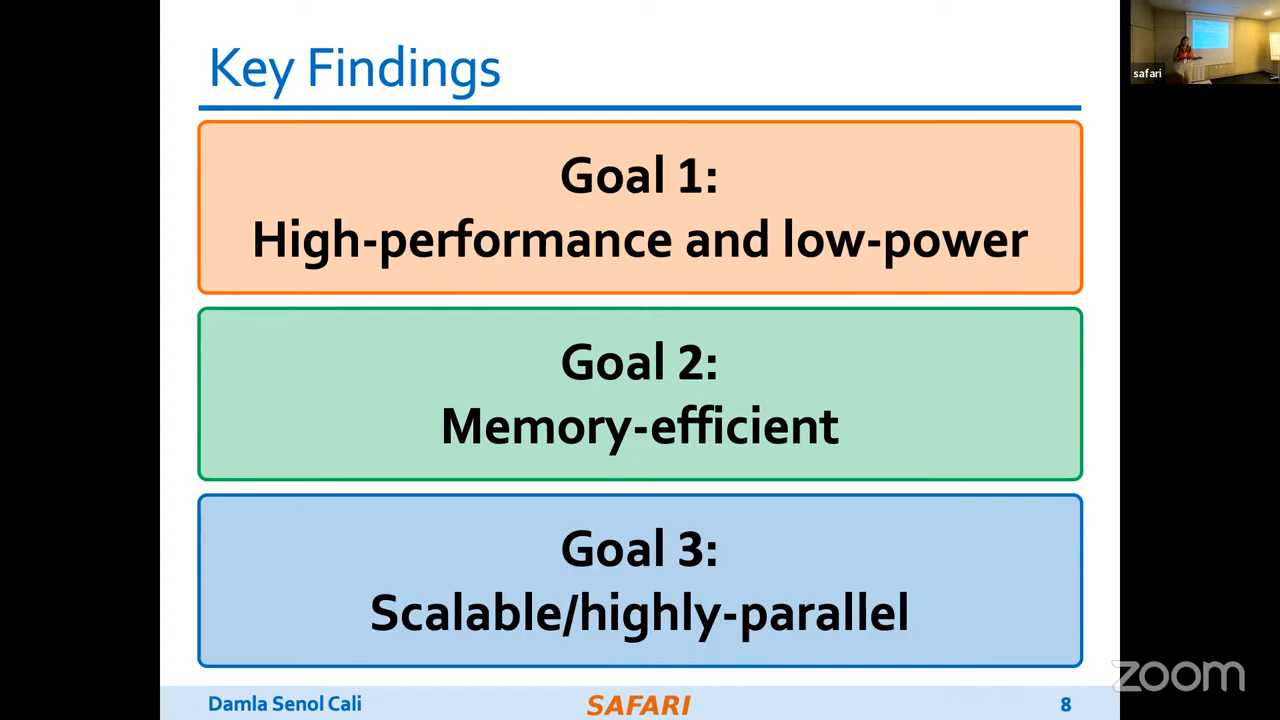 Key Findings
Goal 1:
High-performance and low-power
Goal 2:
Memory-efficient
Goal 3:
Scalable/highly-parallel
Damla Senol Cali
SAFARI
8
safari
zoom